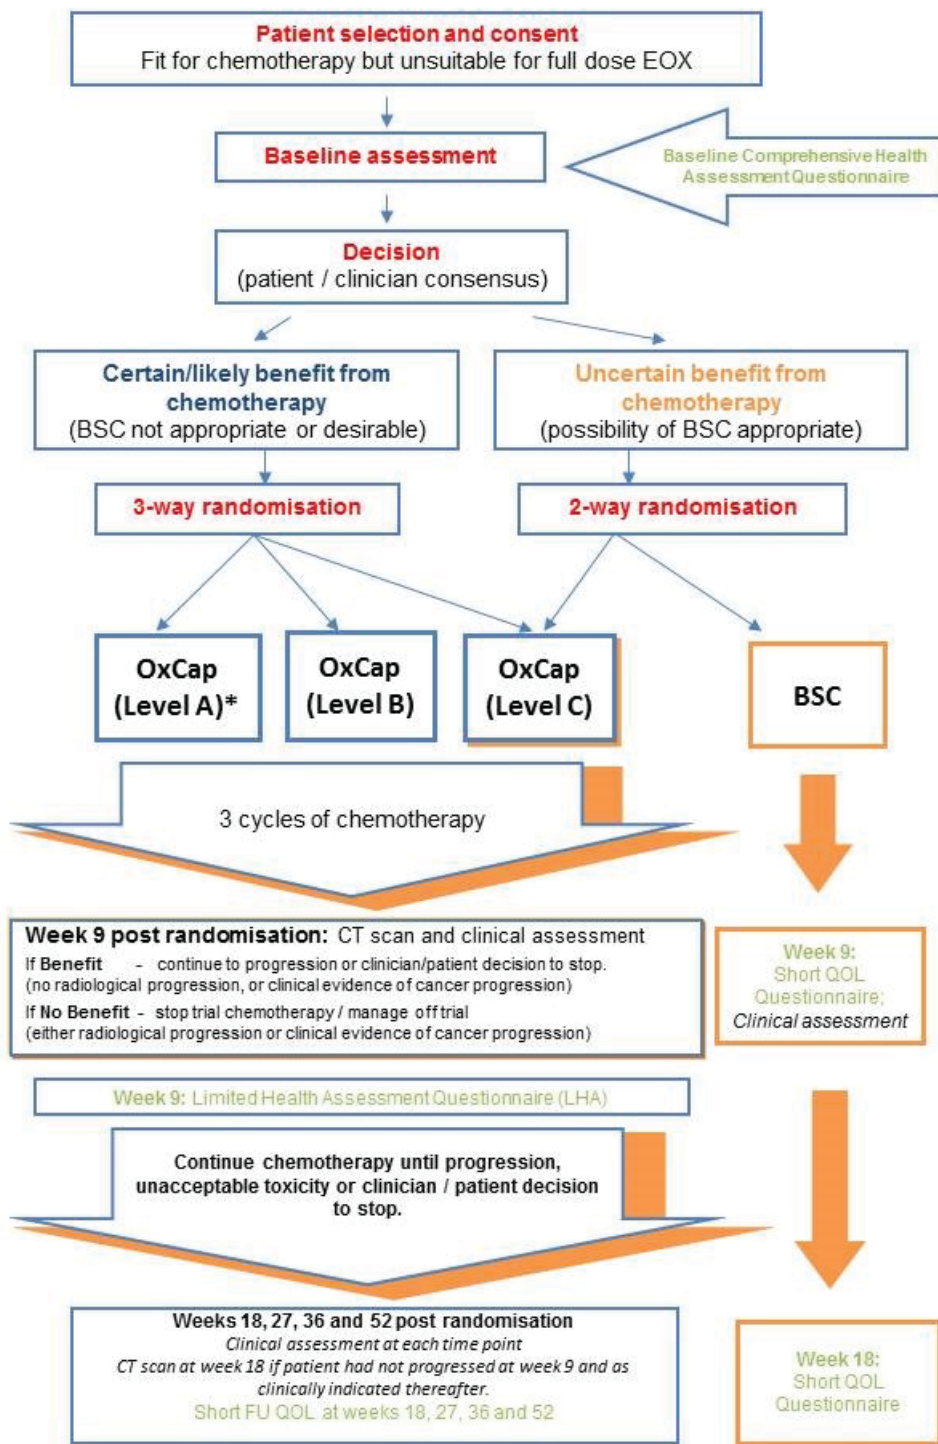 Patient selection and consent
Fit for chemotherapy but unsuitable for full dose EOX
Baseline assessment
Baseline Comprehensive Health
Assessment Questionnaire
Decision
(patient / clinician consensus)
Certain/likely benefit from
chemotherapy
(BSC not appropriate or desirable)
Uncertain benefit from
chemotherapy
(possibility of BSC appropriate)
3-way randomisation
2-way randomisation
OxCap
(Level A)*
OxCap
(Level B)
OxCap
(Level C)
BSC
3 cycles of chemotherapy
Week 9 post randomisation: CT scan and clinical assessment
If Benefit - continue to progression or clinician/patient decision to stop.
(no radiological progression, or clinical evidence of cancer progression)
If No Benefit - stop trial chemotherapy / manage off trial
(either radiological progression or clinical evidence of cancer progression)
Week 9:
Short QOL
Questionnaire;
Clinical assessment
Week 9: Limited Health Assessment Questionnaire (LHA)
Continue chemotherapy until progression,
unacceptable toxicity or clinician / patient decision
to stop.
Weeks 18, 27, 36 and 52 post randomisation
Clinical assessment at each time point
CT scan at week 18 if patient had not progressed at week 9 and as
clinically indicated thereafter.
Short FU QOL at weeks 18, 27, 36 and 52
Week 18:
Short QOL
Questionnaire